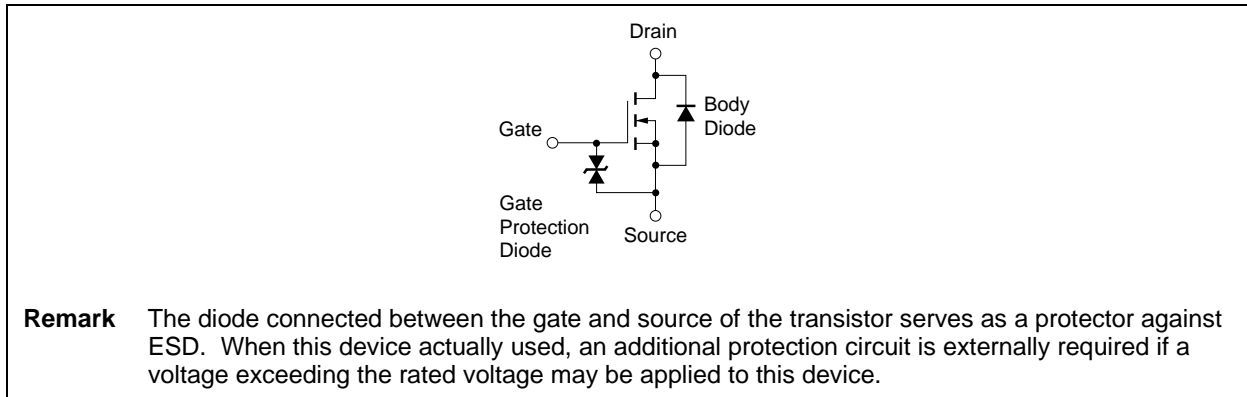 Drain
Body
Diode
Gate
Gate
Protection
Diode
Source
Remark The diode connected between the gate and source of the transistor serves as a protector against
ESD. When this device actually used, an additional protection circuit is externally required if a
voltage exceeding the rated voltage may be applied to this device.